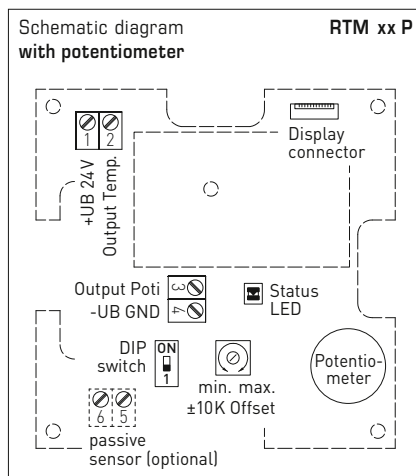 Schematic diagram
with potentiometer
RTM xx P
1 2
+UB 24 V
Output Temp.
Display
connector
Output Poti
3
-UB GND
4
Status
LED
DIP
switch
ON
1
min. max.
±10K Offset
Potentio-
meter
6 5
passive
sensor (optional)